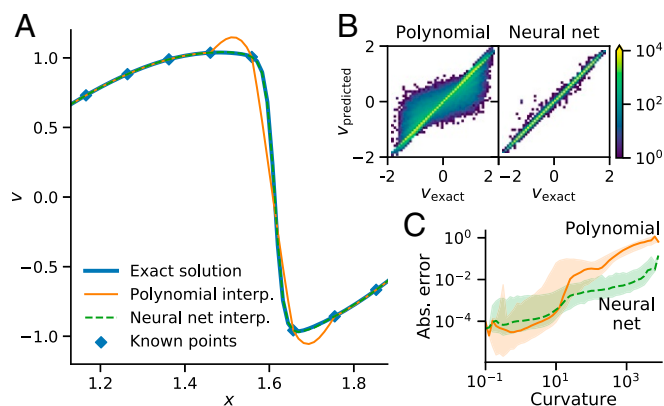 A
1.0
0.5
0.0
−0.5
−1.0
v
1.2
1.4
1.6
1.8
x
Exact solution
Polynomial interp.
Neural net interp.
Known points
B
Polynomial
Neural net
2
0
−2
v_predicted
−2
0
2
−2
0
2
v_exact
v_exact
10^4
10^2
10^0
C
Polynomial
10^0
10^−2
10^−4
Abs. error
Neural
net
10^−1
10^1
10^3
Curvature